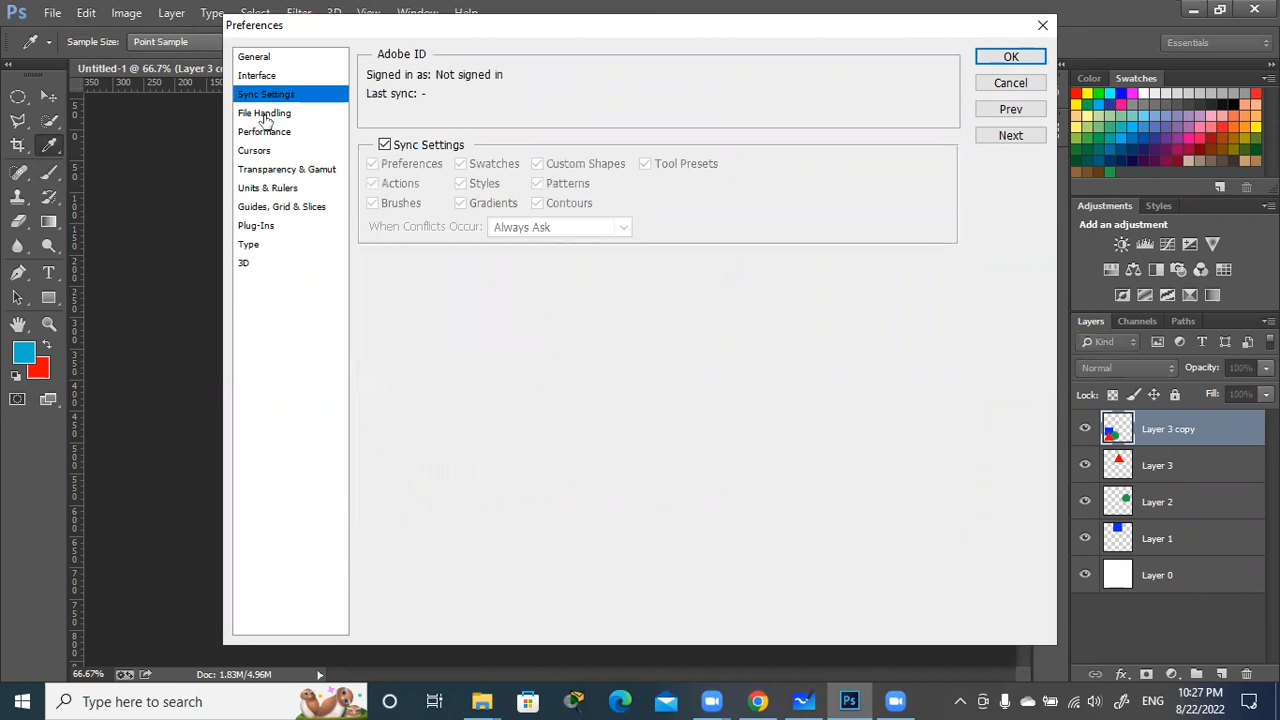 Ps File Edit Image Layer Type Select
Preferences
Sample Size: Point Sample
Essentials
Untitled-1 @ 66.7% (Layer 3 c
350 300 250 200
General
Interface
Sync Settings
File Handling
Performance
Cursors
Transparency & Gamut
Units & Rulers
Guides, Grid & Slices
Plug-Ins
Type
3D
Adobe ID
Signed in as: Not signed in
Last sync: -
Sync Settings
Preferences Swatches Custom Shapes Tool Presets
Actions Styles Patterns
Brushes Gradients Contours
When Conflicts Occur: Always Ask
OK
Cancel
Prev
Next
Color Swatches
Adjustments Styles
Add an adjustment
Layers Channels Paths
Kind
Normal Opacity: 100%
Lock: Fill: 100%
Layer 3 copy
Layer 3
Layer 2
Layer 1
Layer 0
66.67% Doc: 1.83M/4.96M
Type here to search
Ps
ENG
10:27 PM
8/22/2022